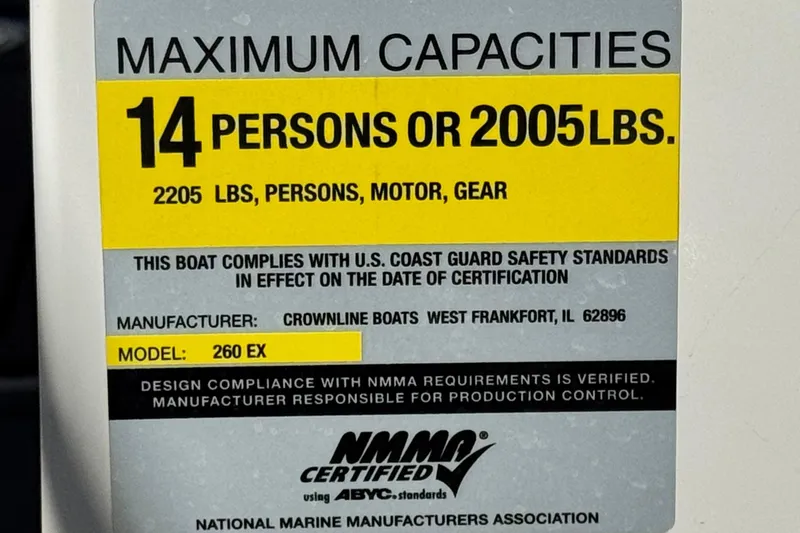 MAXIMUM CAPACITIES
14 PERSONS OR 2005 LBS.
2205 LBS, PERSONS, MOTOR, GEAR
THIS BOAT COMPLIES WITH U.S. COAST GUARD SAFETY STANDARDS
IN EFFECT ON THE DATE OF CERTIFICATION
MANUFACTURER: CROWNLINE BOATS WEST FRANKFORT, IL 62896
MODEL: 260 EX
DESIGN COMPLIANCE WITH NMMA REQUIREMENTS IS VERIFIED.
MANUFACTURER RESPONSIBLE FOR PRODUCTION CONTROL.
NMMA®
CERTIFIED
using ABYC® standards
NATIONAL MARINE MANUFACTURERS ASSOCIATION